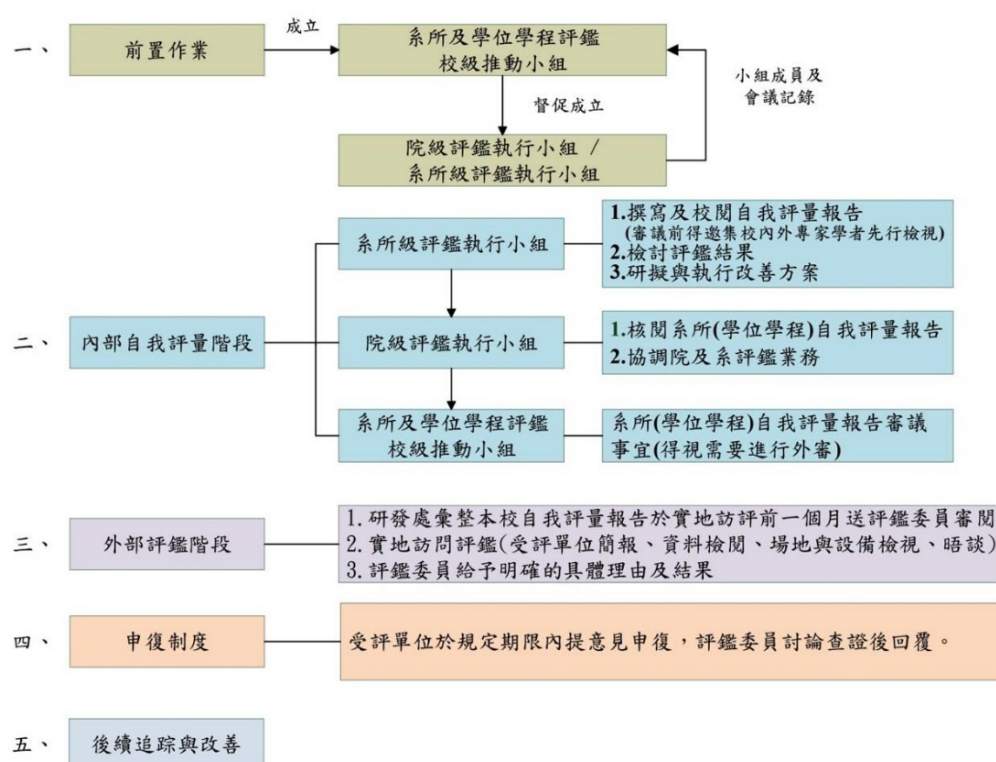 一、
前置作業
成立
系所及學位學程評鑑
校級推動小組
督促成立
小組成員及
會議記錄
院級評鑑執行小組 /
系所級評鑑執行小組
二、
內部自我評量階段
系所級評鑑執行小組
1.撰寫及校閱自我評量報告
(審議前得邀集校內外專家學者先行檢視)
2.檢討評鑑結果
3.研擬與執行改善方案
院級評鑑執行小組
1.核閱系所(學位學程)自我評量報告
2.協調院及系評鑑業務
系所及學位學程評鑑
校級推動小組
系所(學位學程)自我評量報告審議
事宜(得視需要進行外審)
三、
外部評鑑階段
1.研發處彙整本校自我評量報告於實地訪評前一個月送評鑑委員審閱
2.實地訪問評鑑(受評單位簡報、資料檢閱、場地與設備檢視、晤談)
3.評鑑委員給予明確的具體理由及結果
四、
申復制度
受評單位於規定期限內提意見申復，評鑑委員討論查證後回覆。
五、
後續追踪與改善